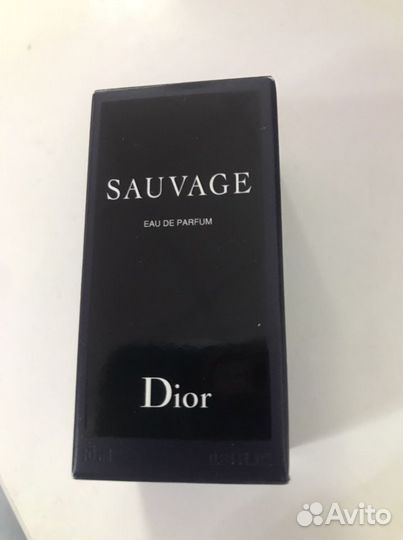 SAUVAGE
EAU DE PARFUM
Dior
Avito